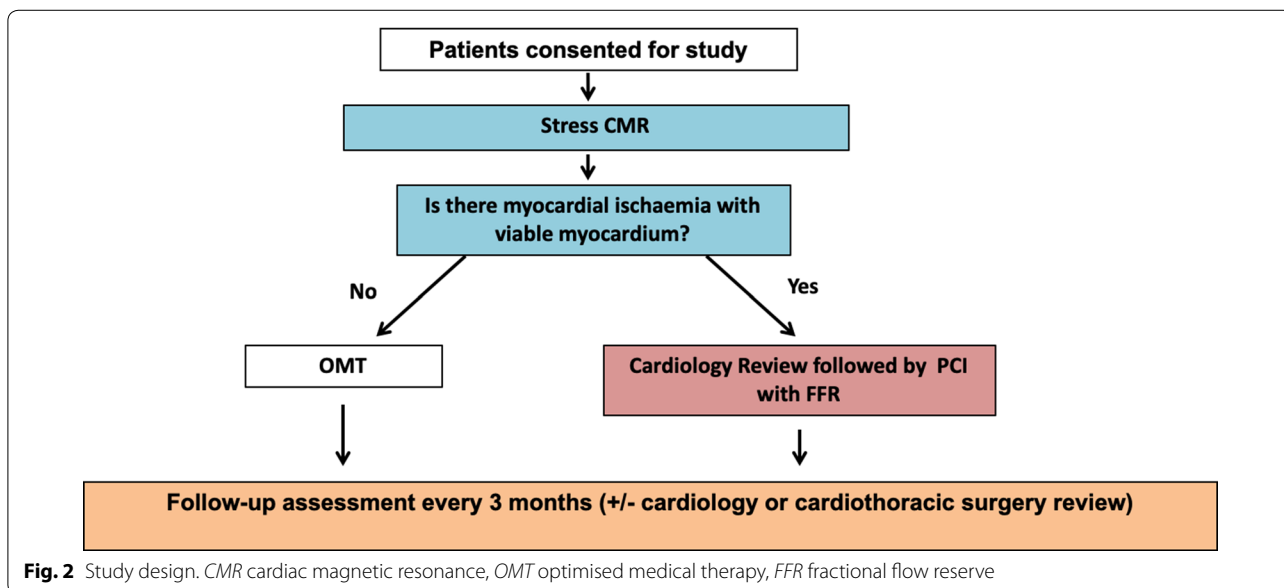 Patients consented for study
Stress CMR
Is there myocardial ischaemia with
viable myocardium?
No
Yes
OMT
Cardiology Review followed by PCI
with FFR
Follow-up assessment every 3 months (+/- cardiology or cardiothoracic surgery review)
Fig. 2 Study design. CMR cardiac magnetic resonance, OMT optimised medical therapy, FFR fractional flow reserve